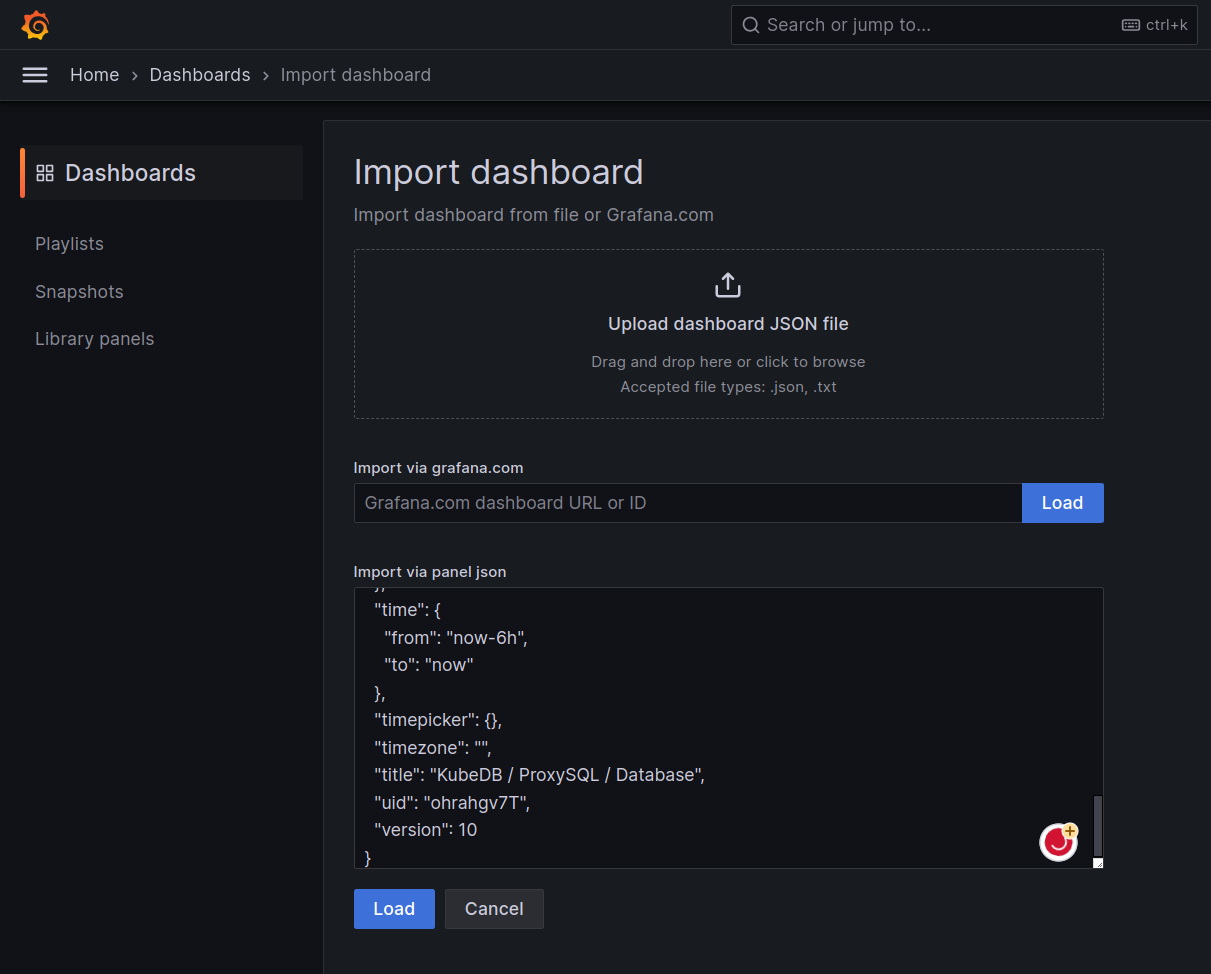 Search or jump to...
ctrl+k
Home › Dashboards › Import dashboard
Dashboards
Playlists
Snapshots
Library panels
Import dashboard
Import dashboard from file or Grafana.com
Upload dashboard JSON file
Drag and drop here or click to browse
Accepted file types: .json, .txt
Import via grafana.com
Grafana.com dashboard URL or ID
Load
Import via panel json
},
"time": {
"from": "now-6h",
"to": "now"
},
"timepicker": {},
"timezone": "",
"title": "KubeDB / ProxySQL / Database",
"uid": "ohrahgv7T",
"version": 10
}
Load
Cancel